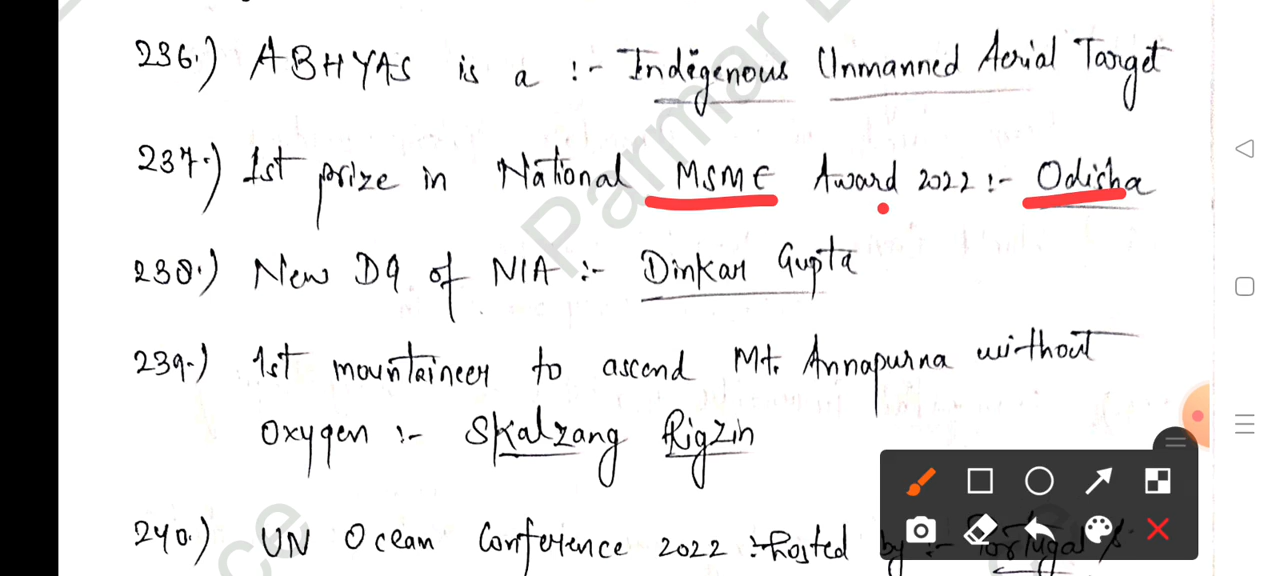 236.) ABHYAS is a :- Indigenous Unmanned Aerial Target
237.) 1st prize in National MSME Award 2022 :- Odisha
238.) New DG of NIA :- Dinkar Gupta
239.) 1st mountaineer to ascend Mt. Annapurna without
Oxygen :- Skalzang Rigzin
240.) UN Ocean Conference 2022 :- Hosted by :- Portugal &
Parmar